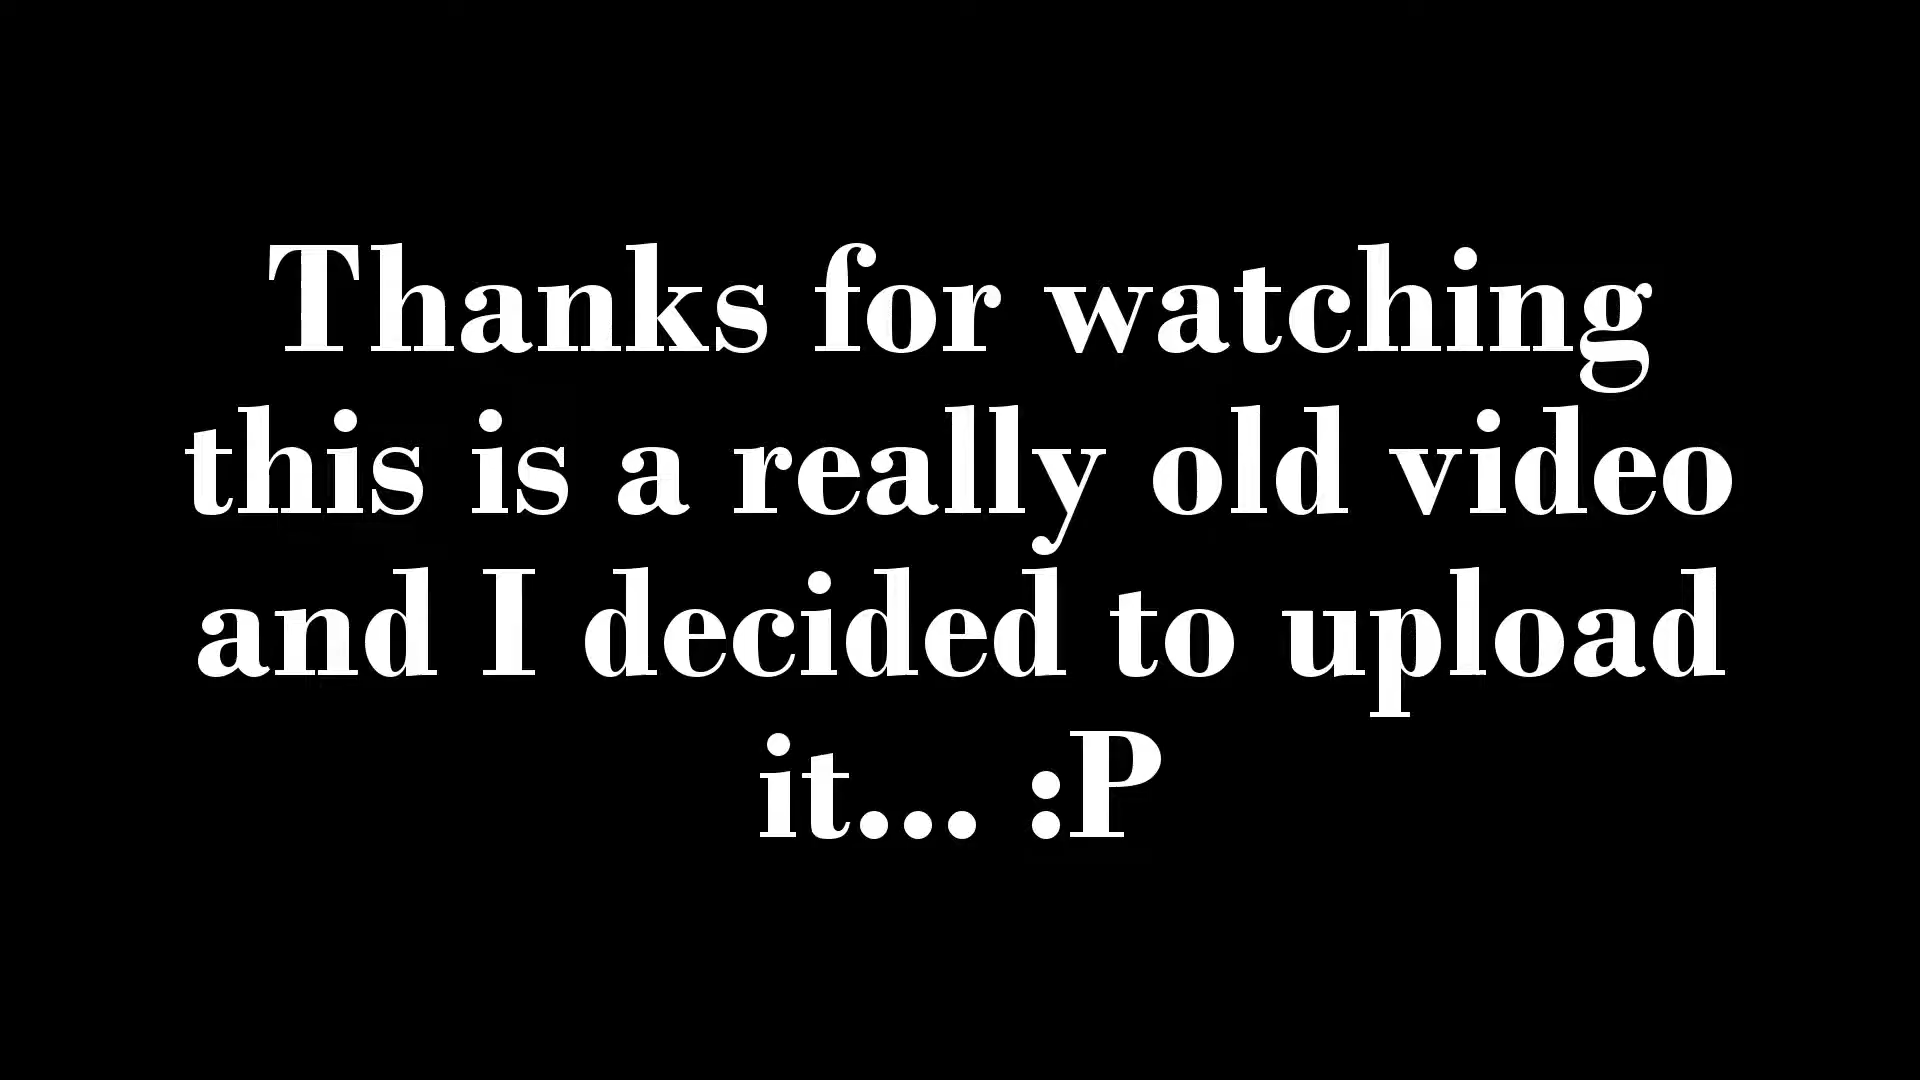 Thanks for watching
this is a really old video
and I decided to upload
it... :P